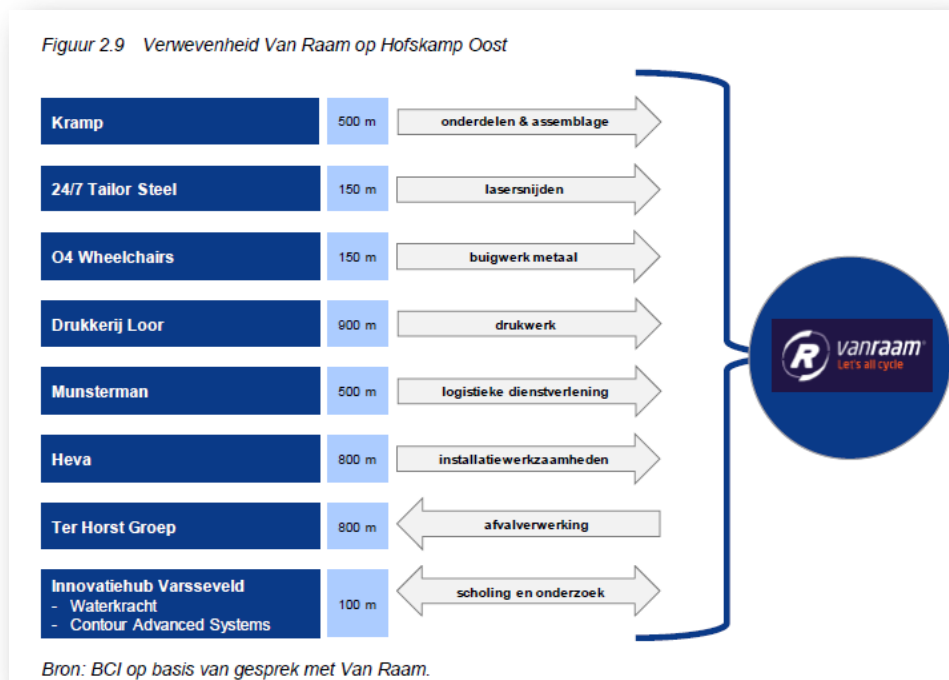 Figuur 2.9 Verwevenheid Van Raam op Hofskamp Oost
Kramp 500 m onderdelen & assemblage
24/7 Tailor Steel 150 m lasersnijden
O4 Wheelchairs 150 m buigwerk metaal
Drukkerij Loor 900 m drukwerk
Munsterman 500 m logistieke dienstverlening
Heva 800 m installatiewerkzaamheden
Ter Horst Groep 800 m afvalverwerking
Innovatiehub Varsseveld
- Waterkracht
- Contour Advanced Systems
100 m scholing en onderzoek
R vanraam®
Let's all cycle
Bron: BCI op basis van gesprek met Van Raam.